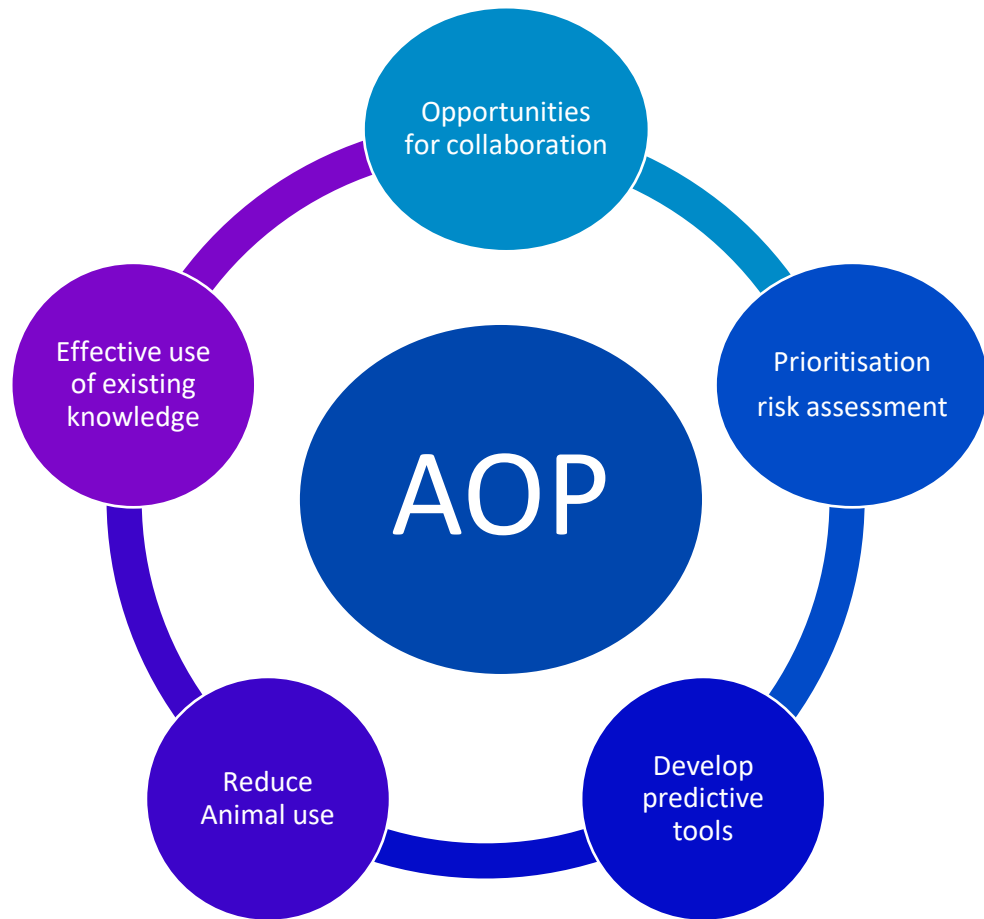 Opportunities
for collaboration
Prioritisation
risk assessment
Develop
predictive
tools
Reduce
Animal use
Effective use
of existing
knowledge
AOP